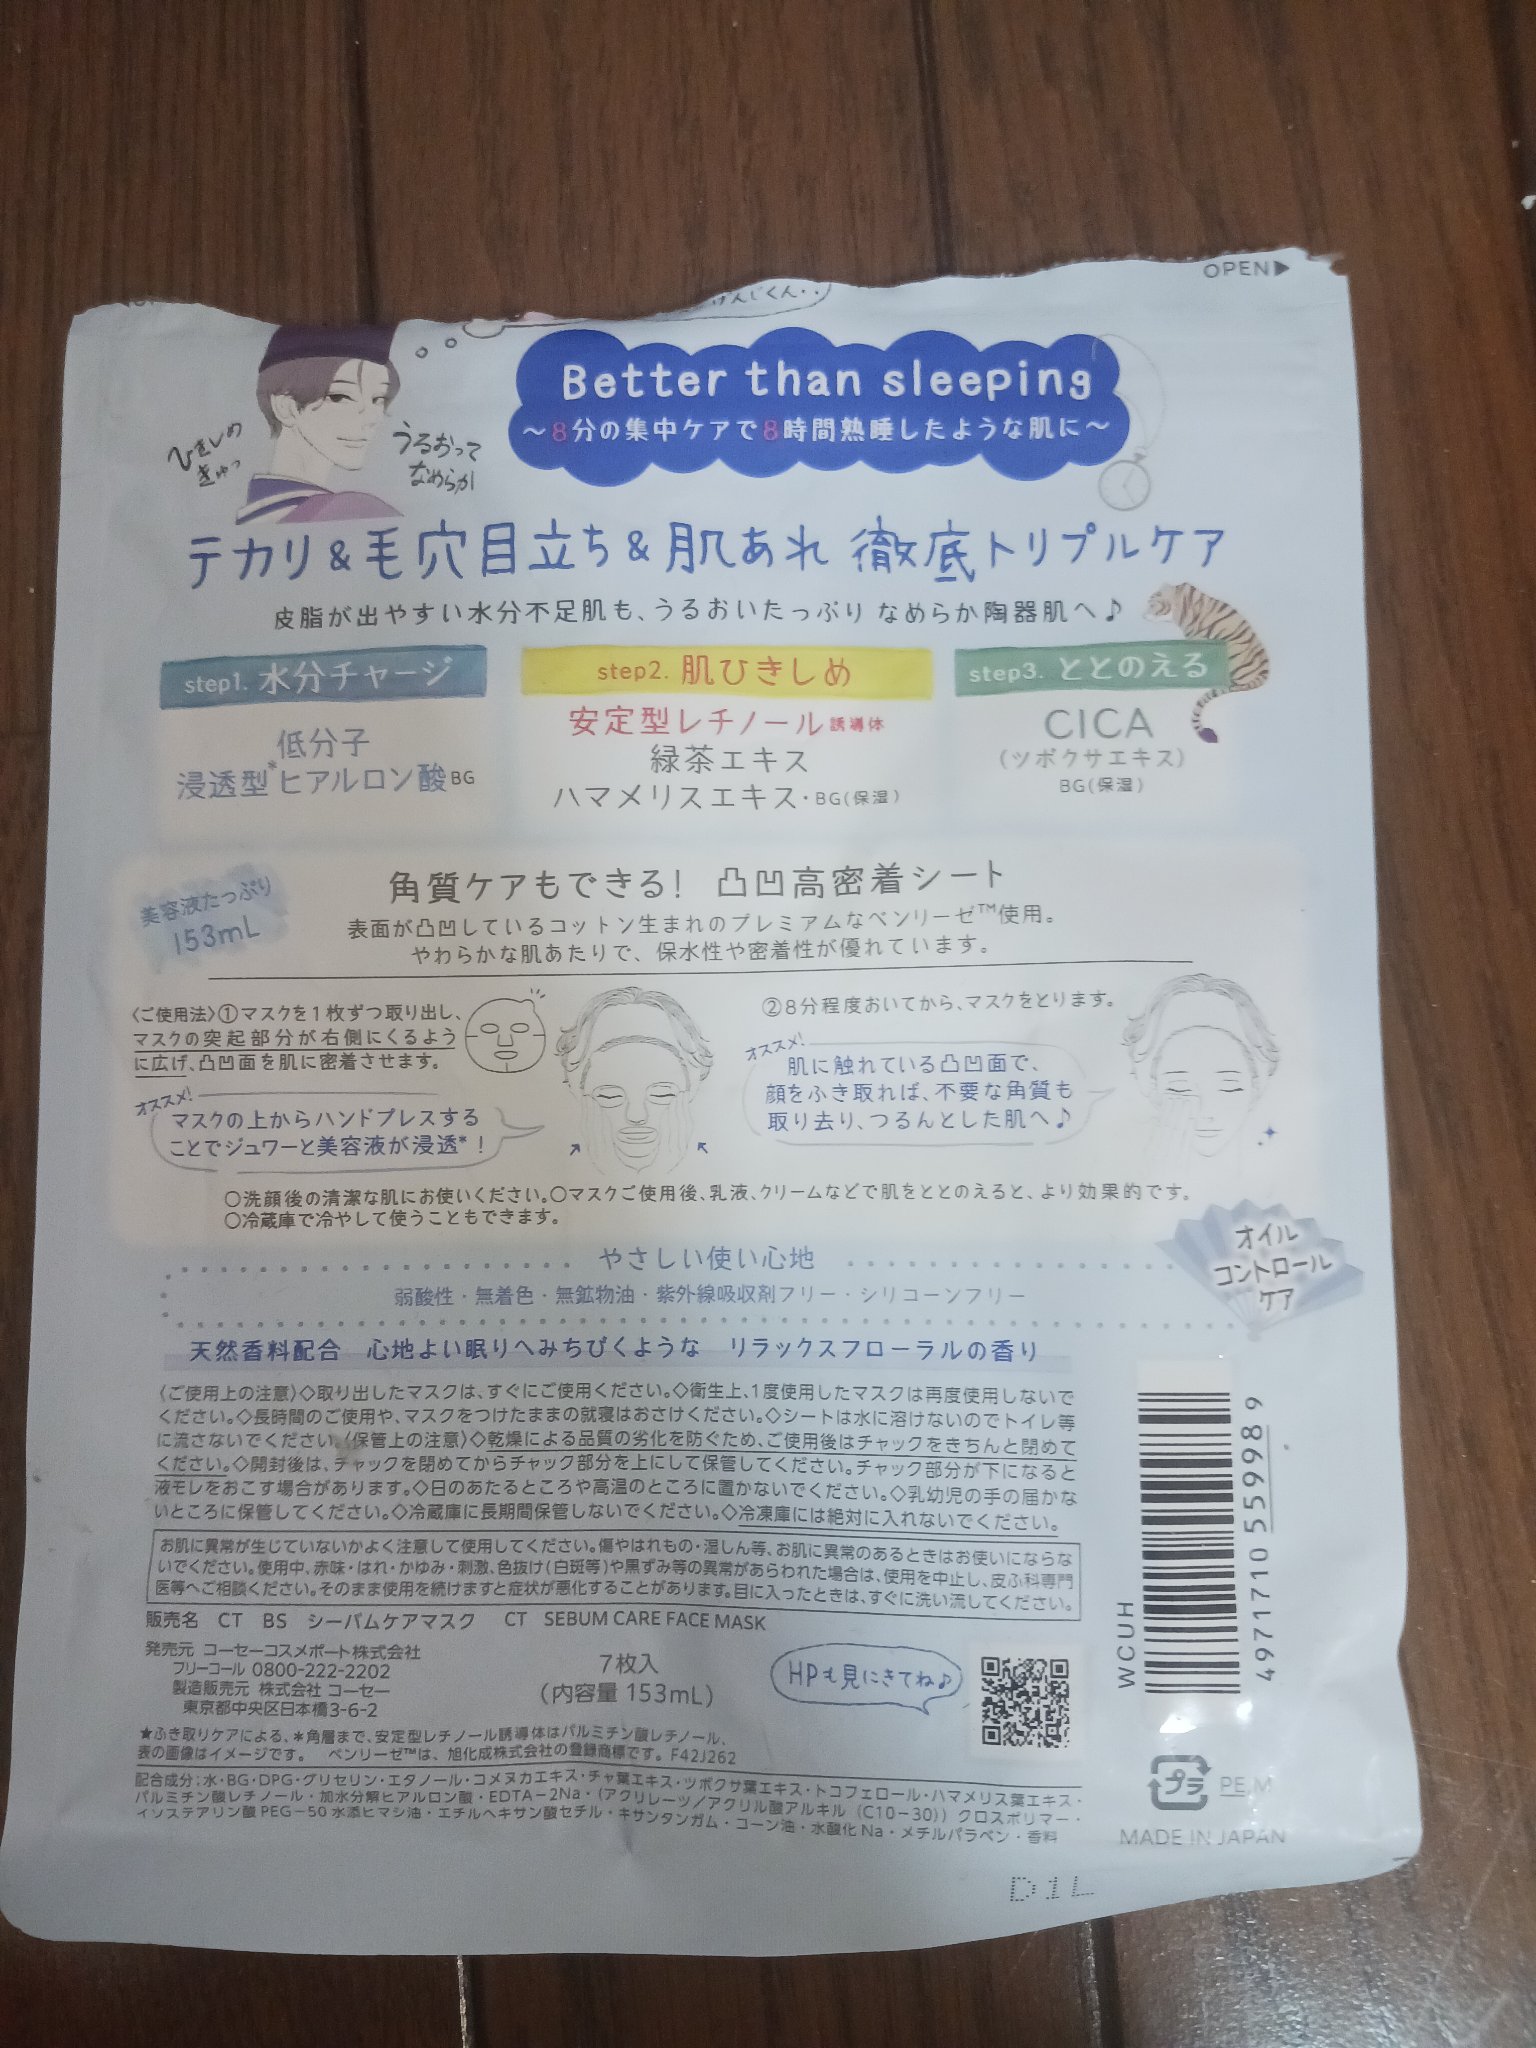 OPEN▶
げんじくん・・
Better than sleeping
～8分の集中ケアで8時間熟睡したような肌に～
ひきしめ
きゅっ
うるおって
なめらか
テカリ&毛穴目立ち&肌あれ 徹底トリプルケア
皮脂が出やすい水分不足肌も、うるおいたっぷり なめらか陶器肌へ♪
step1. 水分チャージ
低分子
浸透型*ヒアルロン酸BG
step2. 肌ひきしめ
安定型レチノール誘導体
緑茶エキス
ハマメリスエキス・BG(保湿)
step3. ととのえる
CICA
(ツボクサエキス)
BG(保湿)
美容液たっぷり
153mL
角質ケアもできる! 凸凹高密着シート
表面が凸凹しているコットン生まれのプレミアムなベンリーゼ™使用。
やわらかな肌あたりで、保水性や密着性が優れています。
〈ご使用法〉①マスクを1枚ずつ取り出し、
マスクの突起部分が右側にくるよう
に広げ、凸凹面を肌に密着させます。
オススメ!
マスクの上からハンドプレスする
ことでジュワーと美容液が浸透*!
②8分程度おいてから、マスクをとります。
オススメ!
肌に触れている凸凹面で、
顔をふき取れば、不要な角質も
取り去り、つるんとした肌へ♪
○洗顔後の清潔な肌にお使いください。○マスクご使用後、乳液、クリームなどで肌をととのえると、より効果的です。
○冷蔵庫で冷やして使うこともできます。
オイル
コントロール
ケア
やさしい使い心地
弱酸性・無着色・無鉱物油・紫外線吸収剤フリー・シリコーンフリー
天然香料配合 心地よい眠りへみちびくような リラックスフローラルの香り
〈ご使用上の注意〉◇取り出したマスクは、すぐにご使用ください。◇衛生上、1度使用したマスクは再度使用しないで
ください。◇長時間のご使用や、マスクをつけたままの就寝はおさけください。◇シートは水に溶けないのでトイレ等
に流さないでください。〈保管上の注意〉◇乾燥による品質の劣化を防ぐため、ご使用後はチャックをきちんと閉めて
ください。◇開封後は、チャックを閉めてからチャック部分を上にして保管してください。チャック部分が下になると
液モレをおこす場合があります。◇日のあたるところや高温のところに置かないでください。◇乳幼児の手の届かな
いところに保管してください。◇冷蔵庫に長期間保管しないでください。◇冷凍庫には絶対に入れないでください。
お肌に異常が生じていないかよく注意して使用してください。傷やはれもの・湿しん等、お肌に異常のあるときはお使いにならな
いでください。使用中、赤味・はれ・かゆみ・刺激、色抜け(白斑等)や黒ずみ等の異常があらわれた場合は、使用を中止し、皮ふ科専門
医等へご相談ください。そのまま使用を続けますと症状が悪化することがあります。目に入ったときは、すぐに洗い流してください。
販売名 CT BS シーバムケアマスク CT SEBUM CARE FACE MASK
発売元 コーセーコスメポート株式会社
フリーコール 0800-222-2202
製造販売元 株式会社 コーセー
東京都中央区日本橋3-6-2
7枚入
(内容量 153mL)
HPも見にきてね♪
WCUH
4971710 559989
★ふき取りケアによる、*角層まで、安定型レチノール誘導体はパルミチン酸レチノール、
表の画像はイメージです。 ベンリーゼ™は、旭化成株式会社の登録商標です。F42J262
配合成分:水・BG・DPG・グリセリン・エタノール・コメヌカエキス・チャ葉エキス・ツボクサ葉エキス・トコフェロール・ハマメリス葉エキス・
パルミチン酸レチノール・加水分解ヒアルロン酸・EDTA-2Na・(アクリレーツ/アクリル酸アルキル(C10-30))クロスポリマー・
イソステアリン酸PEG-50水添ヒマシ油・エチルヘキサン酸セチル・キサンタンガム・コーン油・水酸化Na・メチルパラベン・香料
プラ
PE,M
MADE IN JAPAN
D1L